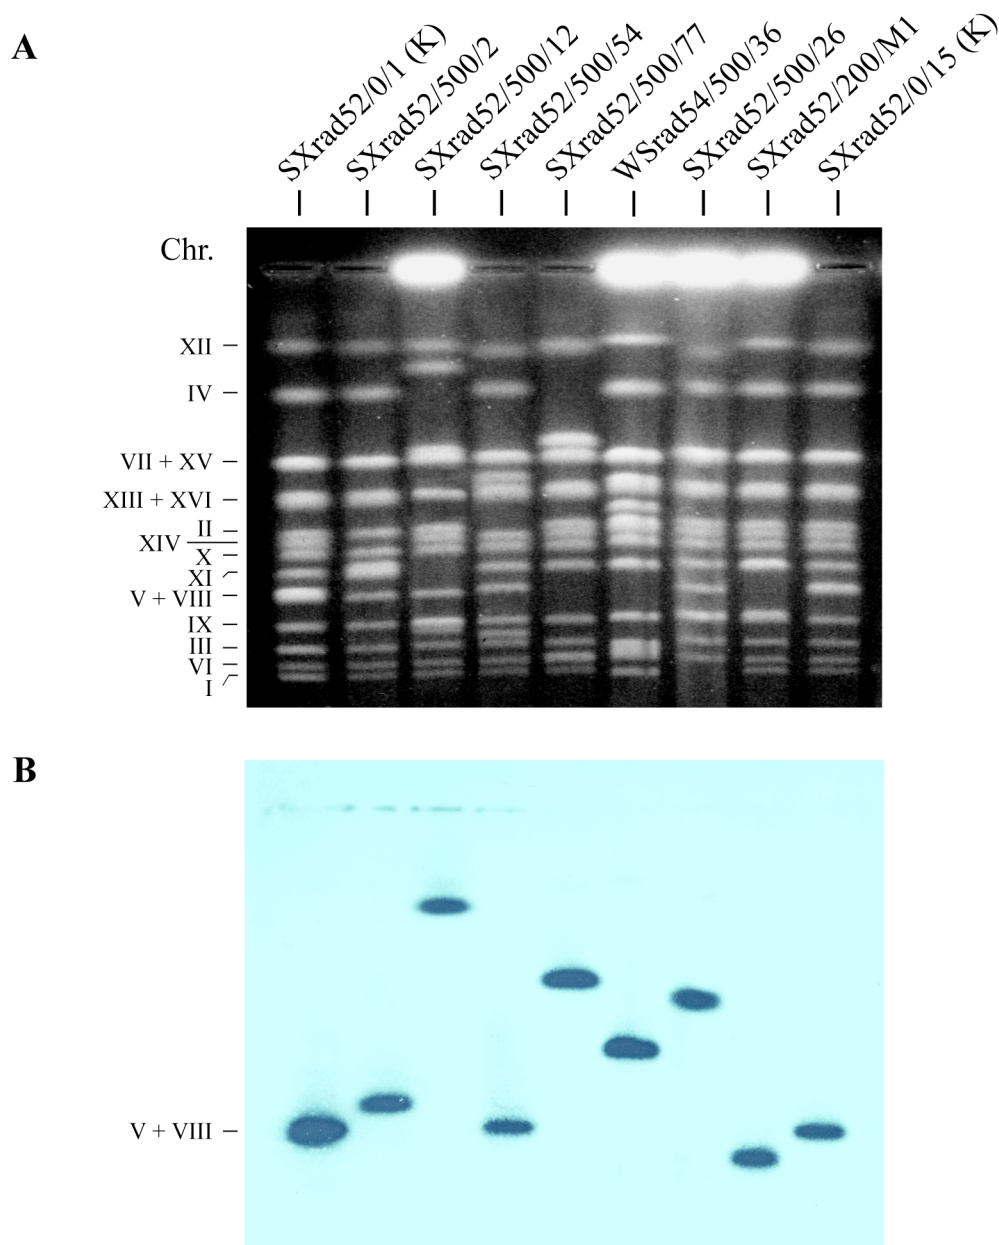 A
SXrad52/0/1 (K)
SXrad52/500/2
SXrad52/500/12
SXrad52/500/54
SXrad52/500/77
WSrad54/500/36
SXrad52/500/26
SXrad52/200/M1
SXrad52/0/15 (K)
Chr.
XII
IV
VII + XV
XIII + XVI
II
XIV
X
XI
V + VIII
IX
III
VI
I
B
V + VIII